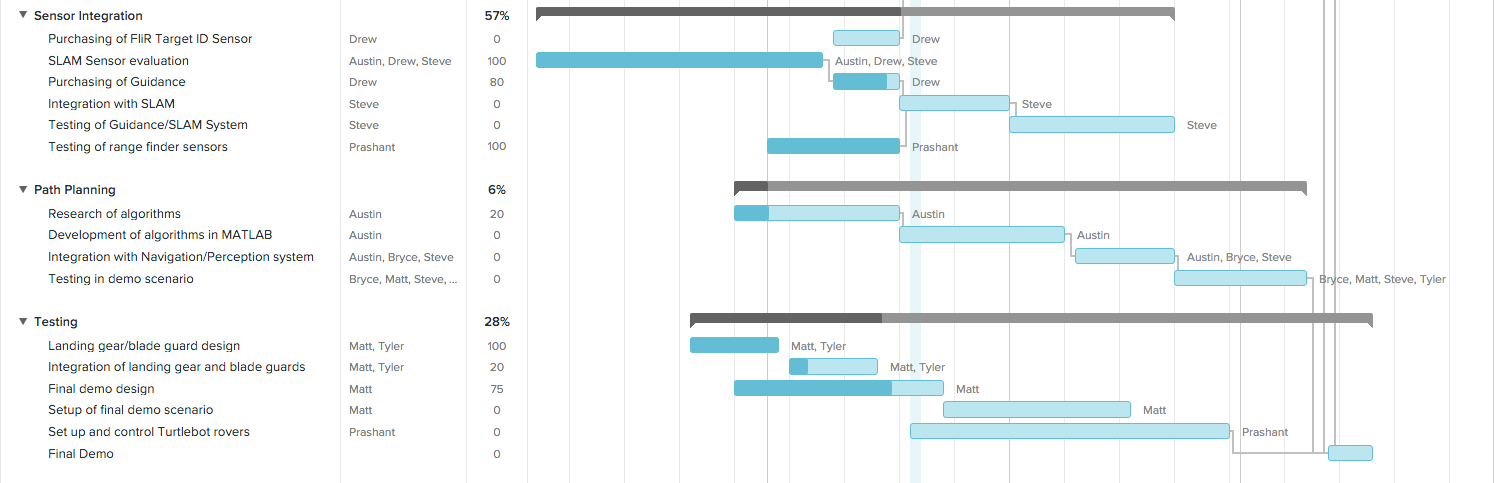 Sensor Integration 57%
Purchasing of FLiR Target ID Sensor Drew 0 Drew
SLAM Sensor evaluation Austin, Drew, Steve 100 Austin, Drew, Steve
Purchasing of Guidance Drew 80 Drew
Integration with SLAM Steve 0 Steve
Testing of Guidance/SLAM System Steve 0 Steve
Testing of range finder sensors Prashant 100 Prashant
Path Planning 6%
Research of algorithms Austin 20 Austin
Development of algorithms in MATLAB Austin 0 Austin
Integration with Navigation/Perception system Austin, Bryce, Steve 0 Austin, Bryce, Steve
Testing in demo scenario Bryce, Matt, Steve, ... 0 Bryce, Matt, Steve, Tyler
Testing 28%
Landing gear/blade guard design Matt, Tyler 100 Matt, Tyler
Integration of landing gear and blade guards Matt, Tyler 20 Matt, Tyler
Final demo design Matt 75 Matt
Setup of final demo scenario Matt 0 Matt
Set up and control Turtlebot rovers Prashant 0 Prashant
Final Demo 0